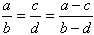 a/b = c/d = (a − c)/(b − d)